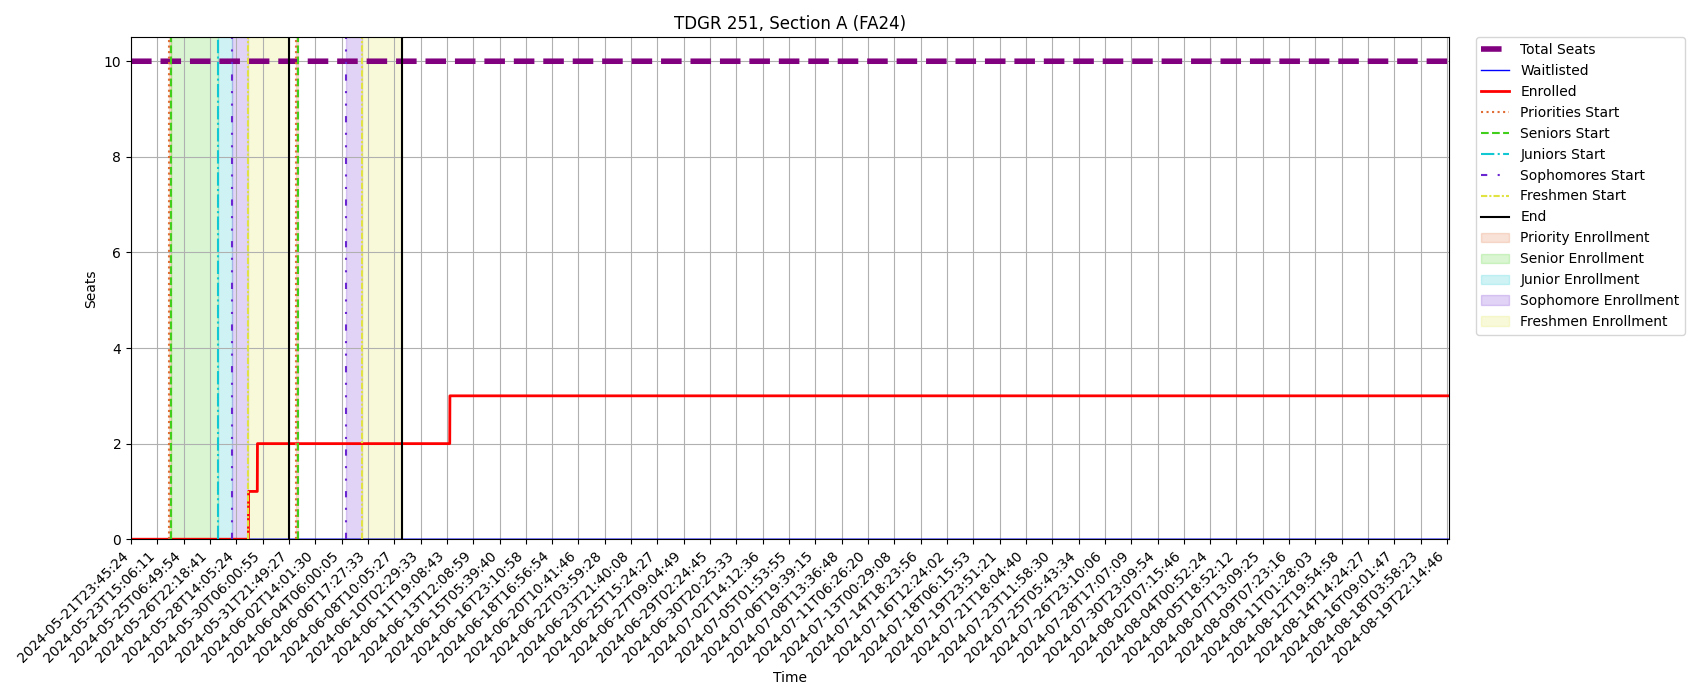 TDGR 251, Section A (FA24)
Seats
10
8
6
4
2
0
2024-05-21T23:45:24
2024-05-23T15:06:11
2024-05-25T06:49:54
2024-05-26T22:18:41
2024-05-28T14:05:24
2024-05-30T06:00:55
2024-05-31T21:49:27
2024-06-02T14:01:30
2024-06-04T06:00:05
2024-06-06T17:27:33
2024-06-08T10:05:27
2024-06-10T02:29:33
2024-06-11T19:08:43
2024-06-13T12:08:59
2024-06-15T05:39:40
2024-06-16T23:10:58
2024-06-18T16:56:54
2024-06-20T10:41:46
2024-06-22T03:59:28
2024-06-23T21:40:08
2024-06-25T15:24:27
2024-06-27T09:04:49
2024-06-29T02:24:45
2024-06-30T20:25:33
2024-07-02T14:12:36
2024-07-05T01:53:55
2024-07-06T19:39:15
2024-07-08T13:36:48
2024-07-11T06:26:20
2024-07-13T00:29:08
2024-07-14T18:23:56
2024-07-16T12:24:02
2024-07-18T06:15:53
2024-07-19T23:51:21
2024-07-21T18:04:40
2024-07-23T11:58:30
2024-07-25T05:43:34
2024-07-26T23:10:06
2024-07-28T17:07:09
2024-07-30T23:09:54
2024-08-02T07:15:46
2024-08-04T00:52:24
2024-08-05T18:52:12
2024-08-07T13:09:25
2024-08-09T07:23:16
2024-08-11T01:28:03
2024-08-12T19:54:58
2024-08-14T14:24:27
2024-08-16T09:01:47
2024-08-18T03:58:23
2024-08-19T22:14:46
Time
Total Seats
Waitlisted
Enrolled
Priorities Start
Seniors Start
Juniors Start
Sophomores Start
Freshmen Start
End
Priority Enrollment
Senior Enrollment
Junior Enrollment
Sophomore Enrollment
Freshmen Enrollment